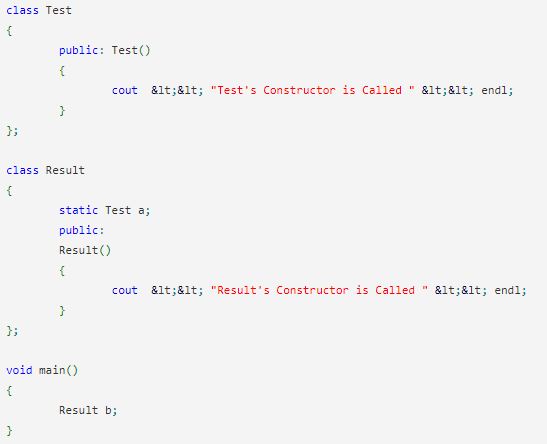 class Test
{
public: Test()
{
cout &lt;&lt; "Test's Constructor is Called " &lt;&lt; endl;
}
};
class Result
{
static Test a;
public:
Result()
{
cout &lt;&lt; "Result's Constructor is Called " &lt;&lt; endl;
}
};
void main()
{
Result b;
}